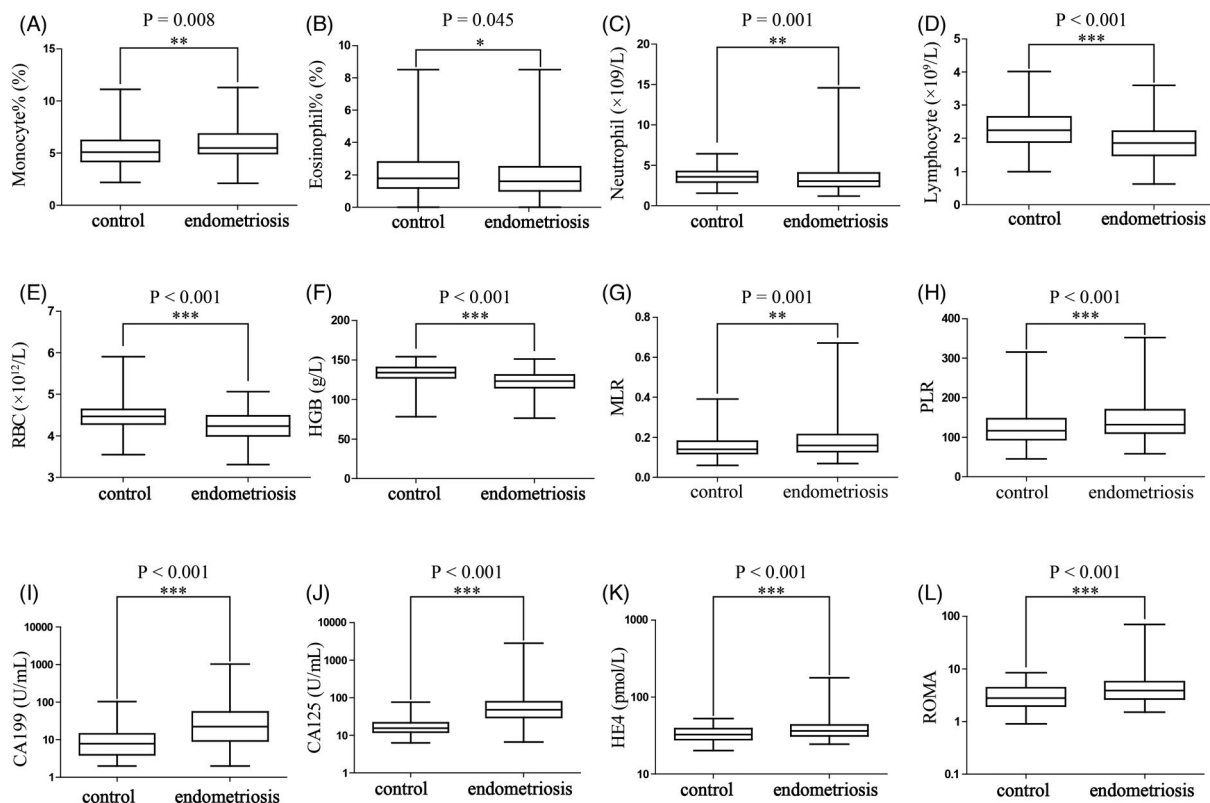 (A)
P = 0.008
**
Monocyte% (%)
15
10
5
0
control
endometriosis
(B)
P = 0.045
*
Eosinophil% (%)
10
8
6
4
2
0
control
endometriosis
(C)
P = 0.001
**
Neutrophil (×109/L)
20
15
10
5
0
control
endometriosis
(D)
P < 0.001
***
Lymphocyte (×10⁹/L)
5
4
3
2
1
0
control
endometriosis
(E)
P < 0.001
***
RBC (×10¹²/L)
7
6
5
4
3
control
endometriosis
(F)
P < 0.001
***
HGB (g/L)
200
150
100
50
0
control
endometriosis
(G)
P = 0.001
**
MLR
0.8
0.6
0.4
0.2
0.0
control
endometriosis
(H)
P < 0.001
***
PLR
400
300
200
100
0
control
endometriosis
(I)
P < 0.001
***
CA199 (U/mL)
10000
1000
100
10
1
control
endometriosis
(J)
P < 0.001
***
CA125 (U/mL)
10000
1000
100
10
1
control
endometriosis
(K)
P < 0.001
***
HE4 (pmol/L)
1000
100
10
control
endometriosis
(L)
P < 0.001
***
ROMA
100
10
1
0.1
control
endometriosis